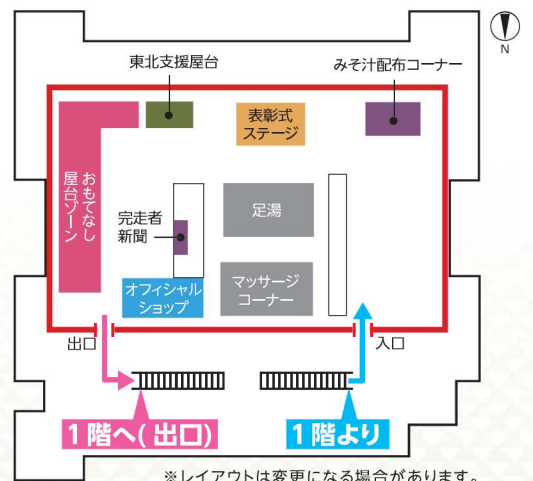 N
東北支援屋台
みそ汁配布コーナー
表彰式
ステージ
おもてなし
屋台ゾーン
完走者
新聞
足湯
オフィシャル
ショップ
マッサージ
コーナー
出口
入口
1階へ(出口)
1階より
※レイアウトは変更になる場合があります。